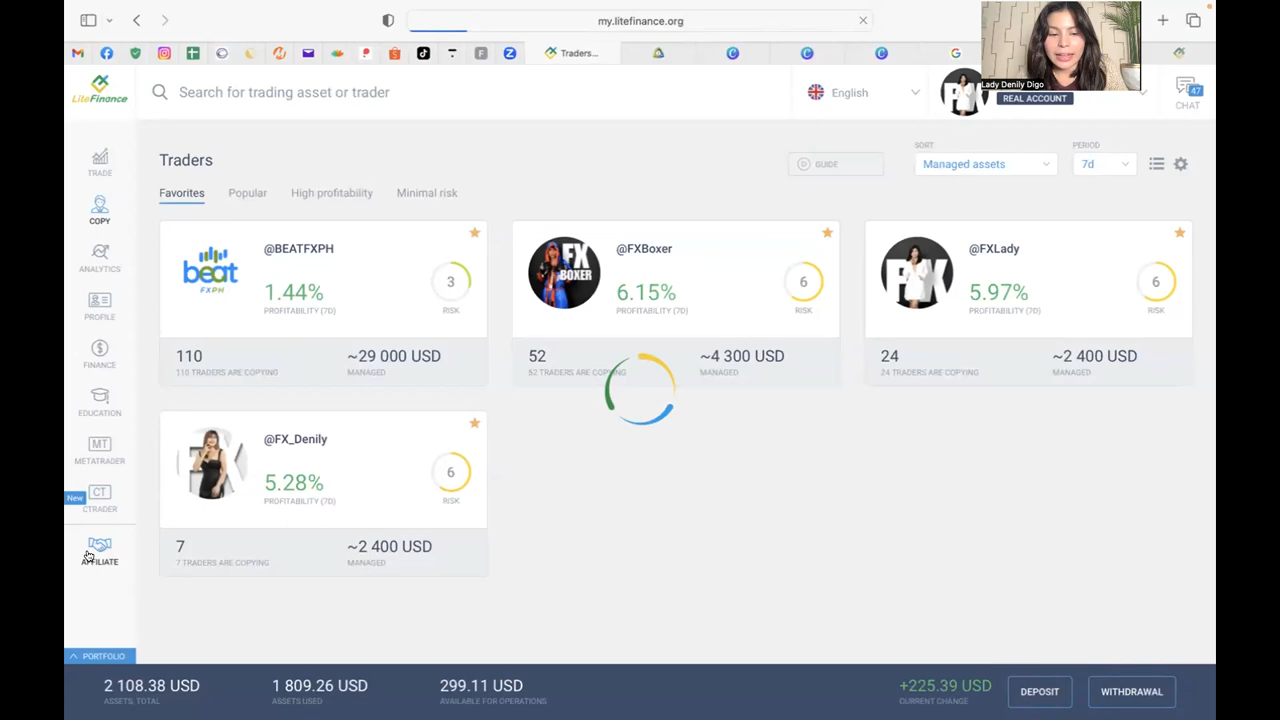 my.litefinance.org
Traders...
Lady Denily Digo
REAL ACCOUNT
LiteFinance
Search for trading asset or trader
English
47
CHAT
TRADE
COPY
ANALYTICS
PROFILE
FINANCE
EDUCATION
MT
METATRADER
New
CT
CTRADER
AFFILIATE
PORTFOLIO
Traders
GUIDE
SORT
Managed assets
PERIOD
7d
Favorites Popular High profitability Minimal risk
beat
FXPH
@BEATFXPH
1.44%
PROFITABILITY (7D)
3
RISK
110
110 TRADERS ARE COPYING
~29 000 USD
MANAGED
FX
BOXER
@FXBoxer
6.15%
PROFITABILITY (7D)
6
RISK
52
52 TRADERS ARE COPYING
~4 300 USD
MANAGED
@FXLady
5.97%
PROFITABILITY (7D)
6
RISK
24
24 TRADERS ARE COPYING
~2 400 USD
MANAGED
@FX_Denily
5.28%
PROFITABILITY (7D)
6
RISK
7
7 TRADERS ARE COPYING
~2 400 USD
MANAGED
2 108.38 USD
ASSETS, TOTAL
1 809.26 USD
ASSETS USED
299.11 USD
AVAILABLE FOR OPERATIONS
+225.39 USD
CURRENT CHANGE
DEPOSIT
WITHDRAWAL